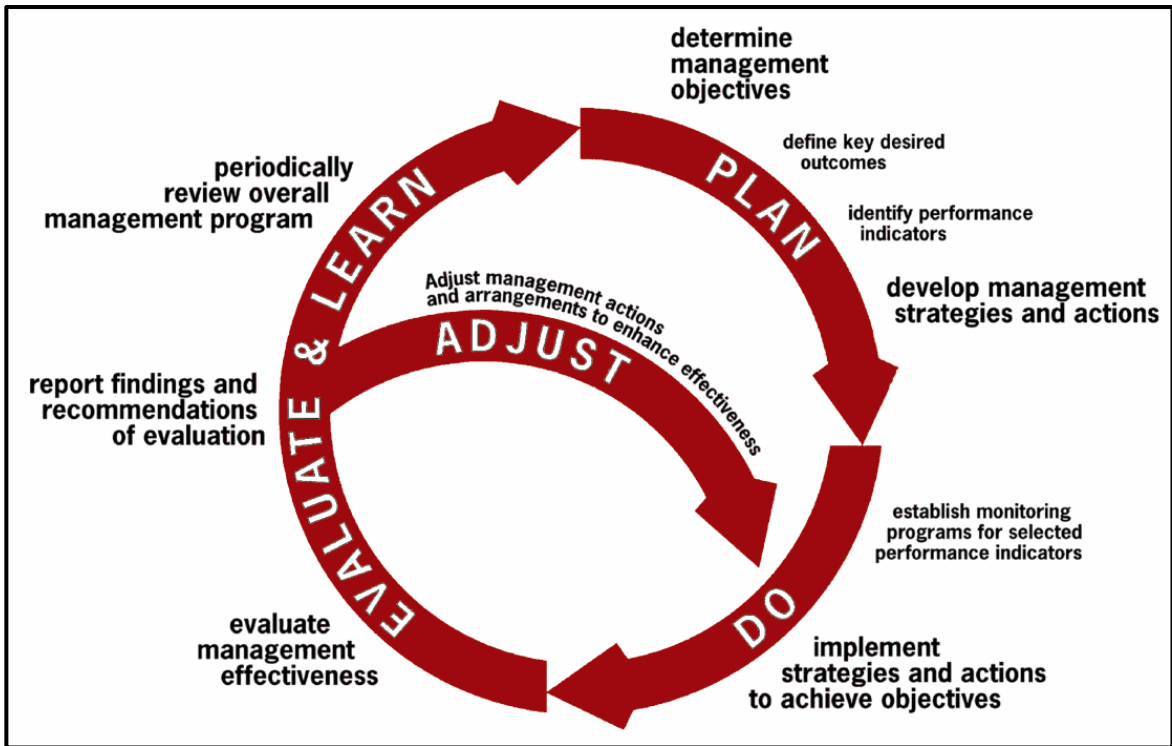 determine
management
objectives
define key desired
outcomes
PLAN
identify performance
indicators
develop management
strategies and actions
establish monitoring
programs for selected
performance indicators
DO
implement
strategies and actions
to achieve objectives
evaluate
management
effectiveness
EVALUATE & LEARN
report findings and
recommendations
of evaluation
periodically
review overall
management program
Adjust management actions
and arrangements to enhance effectiveness
ADJUST